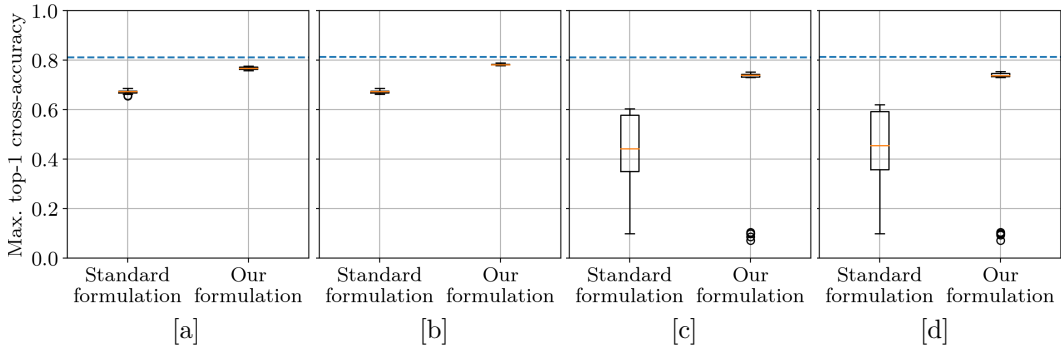 Max. top-1 cross-accuracy
1.0
0.8
0.6
0.4
0.2
0.0
Standard
formulation
Our
formulation
Standard
formulation
Our
formulation
Standard
formulation
Our
formulation
Standard
formulation
Our
formulation
[a]
[b]
[c]
[d]